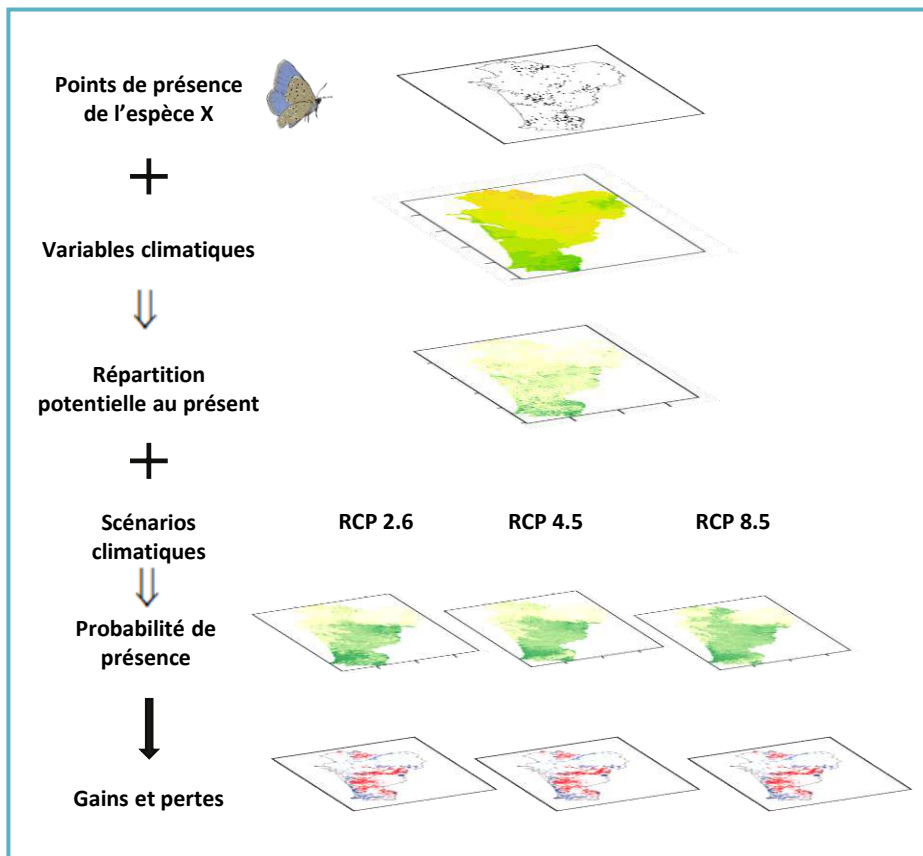 Points de présence
de l'espèce X
Variables climatiques
Répartition
potentielle au présent
Scénarios
climatiques
RCP 2.6
RCP 4.5
RCP 8.5
Probabilité de
présence
Gains et pertes